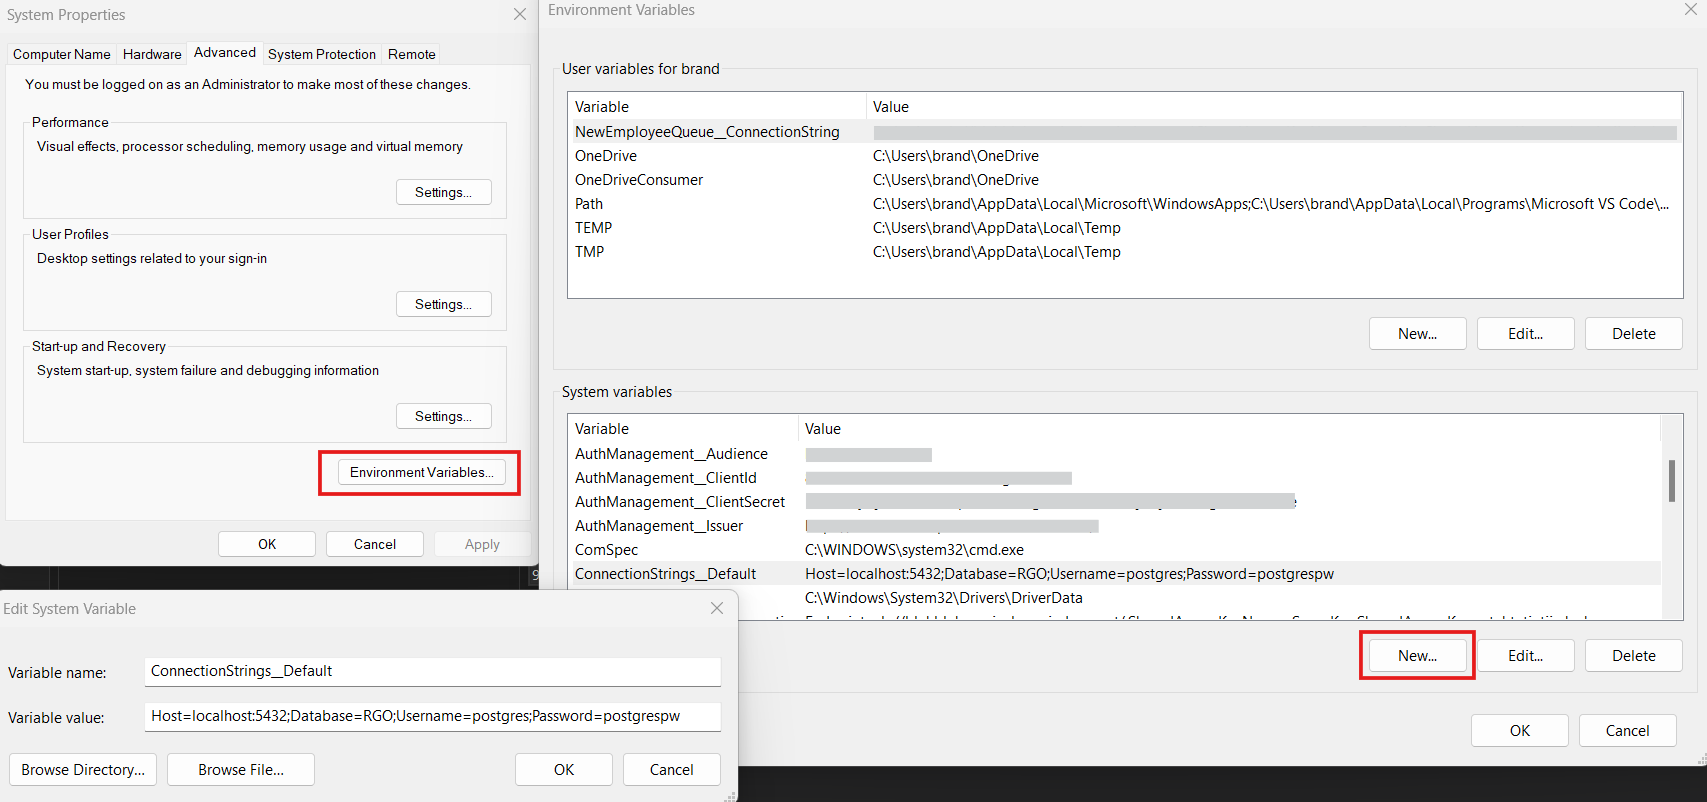 System Properties
Computer Name Hardware Advanced System Protection Remote
You must be logged on as an Administrator to make most of these changes.
Performance
Visual effects, processor scheduling, memory usage and virtual memory
Settings...
User Profiles
Desktop settings related to your sign-in
Settings...
Start-up and Recovery
System start-up, system failure and debugging information
Settings...
Environment Variables...
OK Cancel Apply
9
Environment Variables
User variables for brand
Variable Value
NewEmployeeQueue__ConnectionString
OneDrive C:\Users\brand\OneDrive
OneDriveConsumer C:\Users\brand\OneDrive
Path C:\Users\brand\AppData\Local\Microsoft\WindowsApps;C:\Users\brand\AppData\Local\Programs\Microsoft VS Code\...
TEMP C:\Users\brand\AppData\Local\Temp
TMP C:\Users\brand\AppData\Local\Temp
New... Edit... Delete
System variables
Variable Value
AuthManagement__Audience
AuthManagement__ClientId
AuthManagement__ClientSecret
AuthManagement__Issuer
ComSpec C:\WINDOWS\system32\cmd.exe
ConnectionStrings__Default Host=localhost:5432;Database=RGO;Username=postgres;Password=postgrespw
C:\Windows\System32\Drivers\DriverData
New... Edit... Delete
OK Cancel
Edit System Variable
Variable name: ConnectionStrings__Default
Variable value: Host=localhost:5432;Database=RGO;Username=postgres;Password=postgrespw
Browse Directory... Browse File... OK Cancel